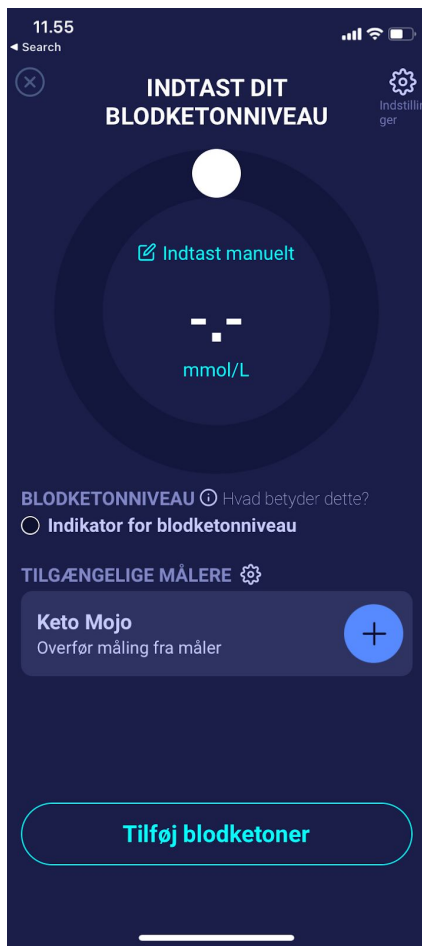 11.55
◄ Search
INDTAST DIT
BLODKETONNIVEAU
Indstillin
ger
Indtast manuelt
-.-
mmol/L
BLODKETONNIVEAU Hvad betyder dette?
Indikator for blodketonniveau
TILGÆNGELIGE MÅLERE
Keto Mojo
Overfør måling fra måler
+
Tilføj blodketoner